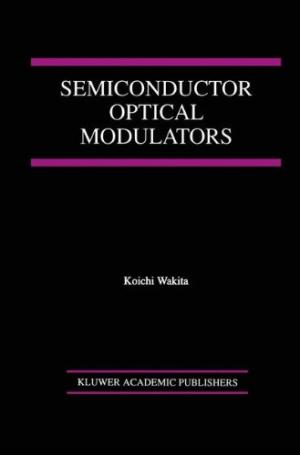 SEMICONDUCTOR
OPTICAL
MODULATORS
Koichi Wakita
KLUWER ACADEMIC PUBLISHERS